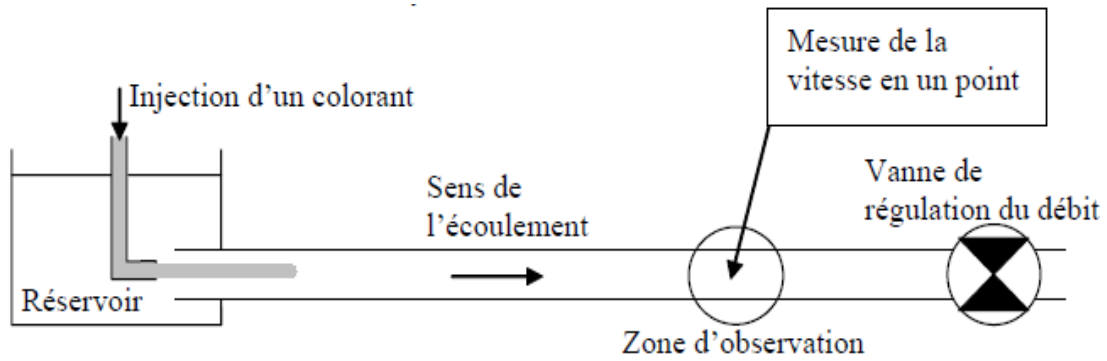 Injection d’un colorant
Mesure de la
vitesse en un point
Sens de
l’écoulement
Vanne de
régulation du débit
Réservoir
Zone d’observation